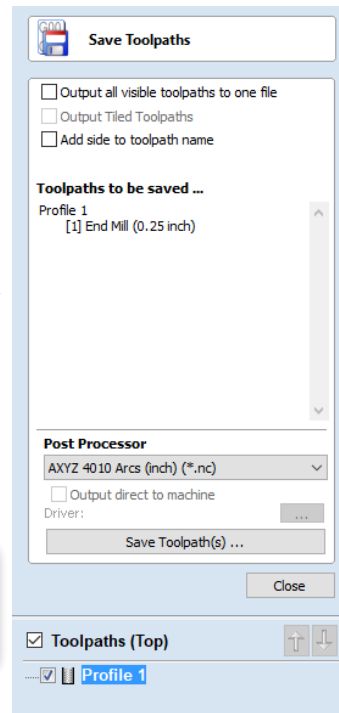 G00
Save Toolpaths
Output all visible toolpaths to one file
Output Tiled Toolpaths
Add side to toolpath name
Toolpaths to be saved ...
Profile 1
[1] End Mill (0.25 inch)
Post Processor
AXYZ 4010 Arcs (inch) (*.nc)
Output direct to machine
Driver:
...
Save Toolpath(s) ...
Close
Toolpaths (Top)
Profile 1